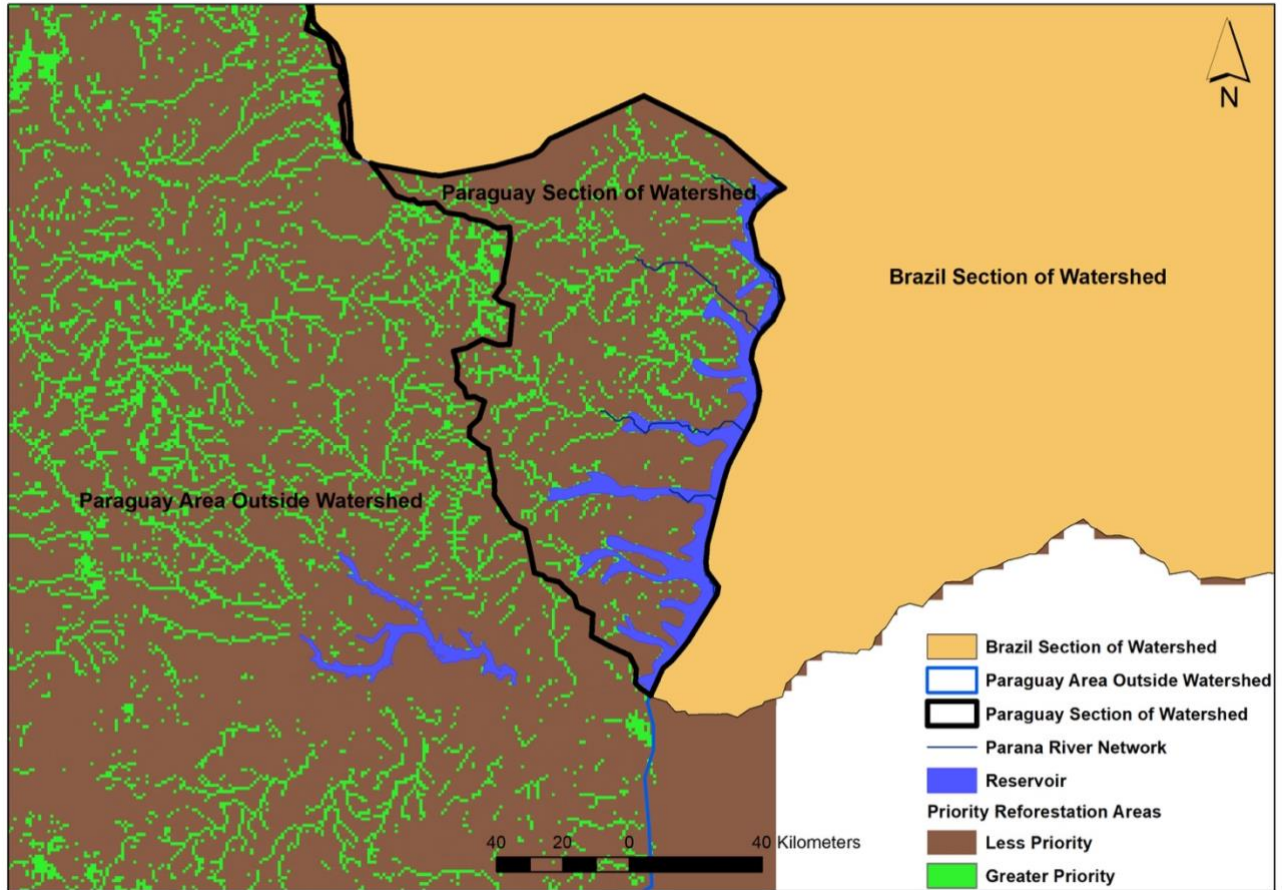 N
Paraguay Section of Watershed
Brazil Section of Watershed
Paraguay Area Outside Watershed
Brazil Section of Watershed
Paraguay Area Outside Watershed
Paraguay Section of Watershed
Parana River Network
Reservoir
Priority Reforestation Areas
Less Priority
Greater Priority
40 20 0 40 Kilometers